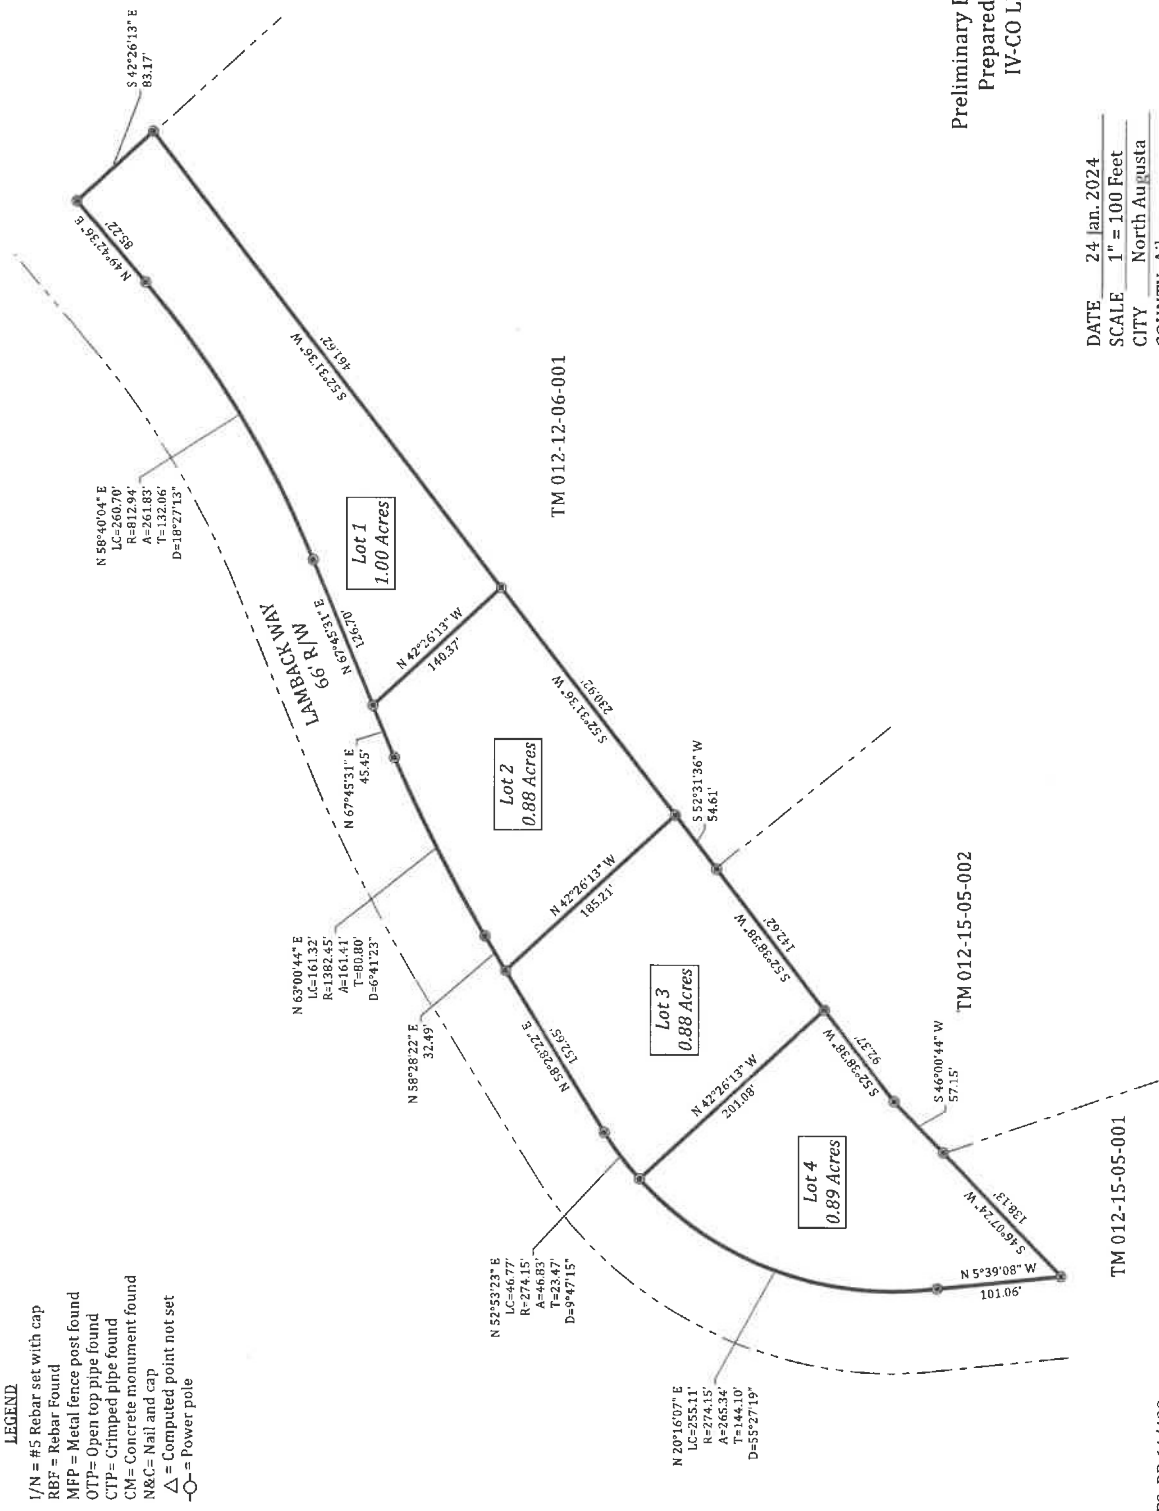 LEGEND
I/N = #5 Rebar set with cap
RBF = Rebar Found
MFP = Metal fence post found
OTP= Open top pipe found
CTP= Crimped pipe found
CM= Concrete monument found
N&C= Nail and cap
△ = Computed point not set
= Power pole
S 42°26'13" E
83.17'
N 49°42'36" E
85.22'
N 58°40'04" E
LC=260.70'
R=812.94'
A=261.83'
T=132.06'
D=18°27'13"
S 52°31'36" W
461.62'
LAMBACK WAY
66' R/W
N 67°45'31" E
126.70'
Lot 1
1.00 Acres
TM 012-12-06-001
N 42°26'13" W
140.37'
N 67°45'31" E
45.45'
Lot 2
0.88 Acres
S 52°31'36" W
230.92'
N 63°00'44" E
LC=161.32'
R=1382.45'
A=161.41'
T=80.80'
D=6°41'23"
N 42°26'13" W
185.21'
S 52°31'36" W
54.61'
N 58°28'22" E
32.49'
N 58°28'22" E
152.65'
Lot 3
0.88 Acres
S 52°38'38" W
142.62'
TM 012-15-05-002
N 42°26'13" W
201.08'
S 52°38'38" W
92.37'
S 46°00'44" W
57.15'
N 52°53'23" E
LC=46.77'
R=274.15'
A=46.83'
T=23.47'
D=9°47'15"
Lot 4
0.89 Acres
S 46°07'24" W
138.13'
TM 012-15-05-001
N 5°39'08" W
101.06'
N 20°16'07" E
LC=255.11'
R=274.15'
A=265.34'
T=144.10'
D=55°27'19"
Preliminary
Prepared
IV-CO
DATE 24 Jan. 2024
SCALE 1" = 100 Feet
CITY North Augusta